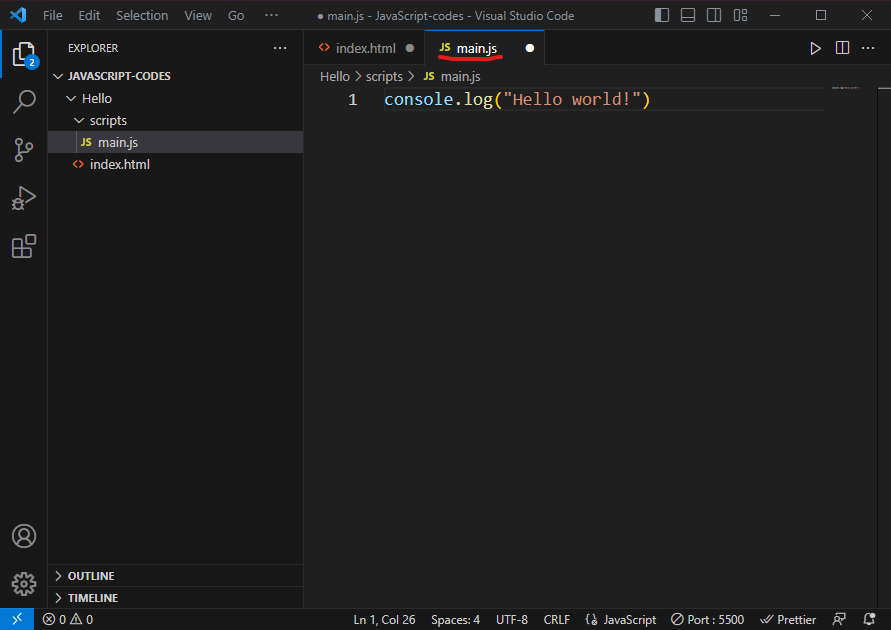 File Edit Selection View Go ··· ● main.js - JavaScript-codes - Visual Studio Code
EXPLORER ···
2
JAVASCRIPT-CODES
Hello
scripts
JS main.js
<> index.html
OUTLINE
TIMELINE
<> index.html ● JS main.js ●
Hello > scripts > JS main.js
1 console.log("Hello world!")
0 0 Ln 1, Col 26 Spaces: 4 UTF-8 CRLF {} JavaScript Port : 5500 Prettier